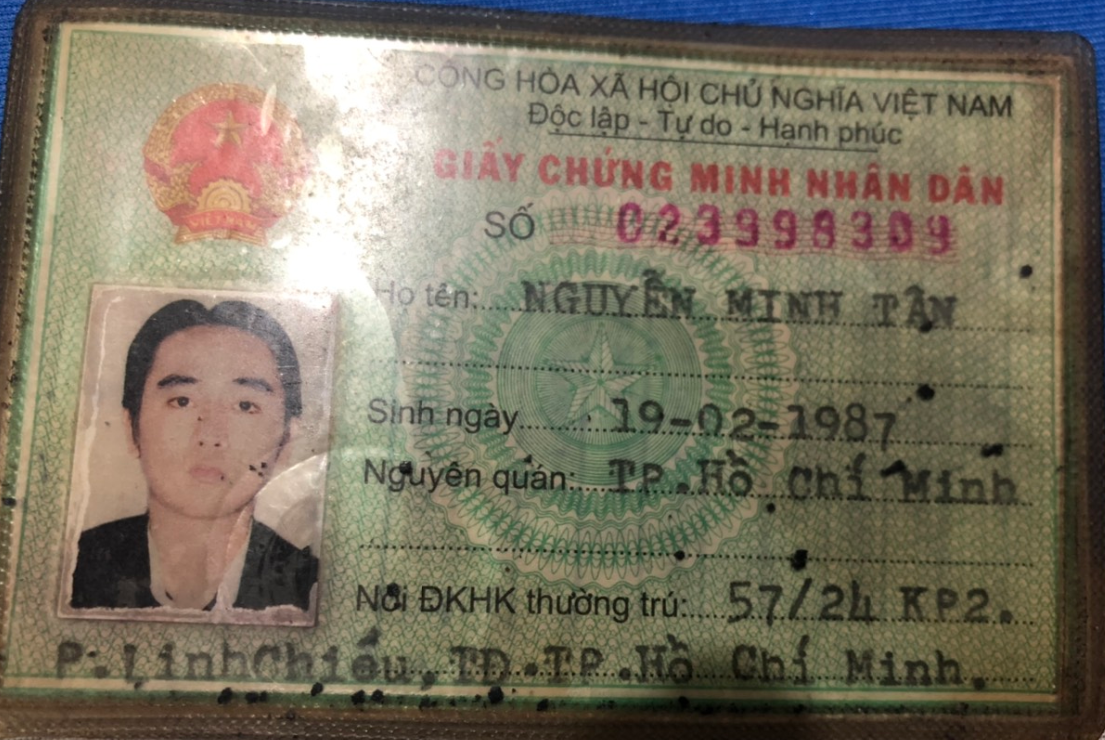 CỘNG HÒA XÃ HỘI CHỦ NGHĨA VIỆT NAM
Độc lập - Tự do - Hạnh phúc
GIẤY CHỨNG MINH NHÂN DÂN
SỐ 023998309
Họ tên: NGUYỄN MINH TÂN
Sinh ngày 19-02-1987
Nguyên quán: TP.Hồ Chí Minh
Nơi ĐKHK thường trú: 57/24 KP2.
P.LinhChiểu,TĐ.TP.Hồ Chí Minh.
VIỆT NAM